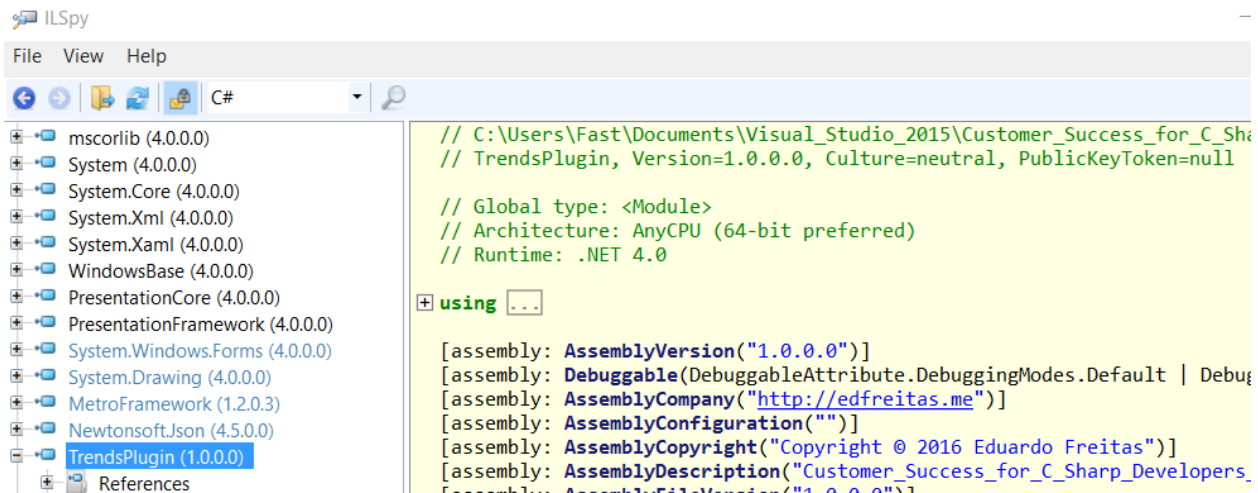 ILSpy
File View Help
C#
mscorlib (4.0.0.0)
System (4.0.0.0)
System.Core (4.0.0.0)
System.Xml (4.0.0.0)
System.Xaml (4.0.0.0)
WindowsBase (4.0.0.0)
PresentationCore (4.0.0.0)
PresentationFramework (4.0.0.0)
System.Windows.Forms (4.0.0.0)
System.Drawing (4.0.0.0)
MetroFramework (1.2.0.3)
Newtonsoft.Json (4.5.0.0)
TrendsPlugin (1.0.0.0)
References
// C:\Users\Fast\Documents\Visual_Studio_2015\Customer_Success_for_C_Sha
// TrendsPlugin, Version=1.0.0.0, Culture=neutral, PublicKeyToken=null
// Global type: <Module>
// Architecture: AnyCPU (64-bit preferred)
// Runtime: .NET 4.0
using ...
[assembly: AssemblyVersion("1.0.0.0")]
[assembly: Debuggable(DebuggableAttribute.DebuggingModes.Default | Debug
[assembly: AssemblyCompany("http://edfreitas.me")]
[assembly: AssemblyConfiguration("")]
[assembly: AssemblyCopyright("Copyright © 2016 Eduardo Freitas")]
[assembly: AssemblyDescription("Customer_Success_for_C_Sharp_Developers_
[assembly: AssemblyFileVersion("1.0.0.0")]